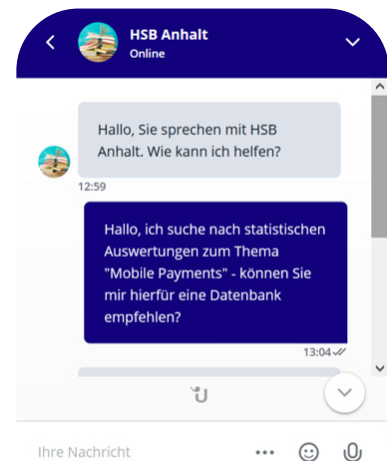 HSB Anhalt
Online
Hallo, Sie sprechen mit HSB
Anhalt. Wie kann ich helfen?
12:59
Hallo, ich suche nach statistischen
Auswertungen zum Thema
"Mobile Payments" - können Sie
mir hierfür eine Datenbank
empfehlen?
13:04
Ihre Nachricht